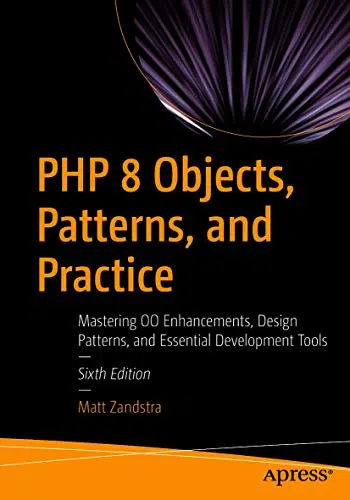 PHP 8 Objects,
Patterns, and
Practice
Mastering OO Enhancements, Design
Patterns, and Essential Development Tools
—
Sixth Edition
—
Matt Zandstra
Apress®